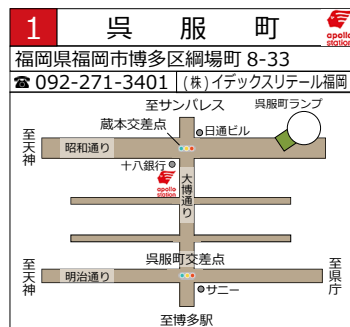 1 呉服町 apollo station
福岡県福岡市博多区綱場町 8-33
☎ 092-271-3401 (株)イデックスリテール福岡
至サンパレス 呉服町ランプ
蔵本交差点 日通ビル
至天神 昭和通り
十八銀行
apollo station
大博通り
呉服町交差点
至天神 明治通り 至県庁
サニー
至博多駅